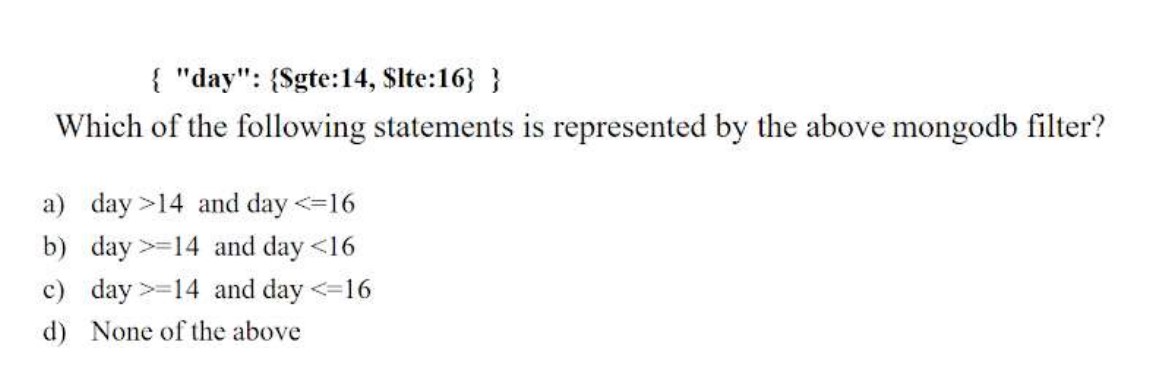 { "day": {$gte:14, $lte:16} }
Which of the following statements is represented by the above mongodb filter?
a) day >14 and day <=16
b) day >=14 and day <16
c) day >=14 and day <=16
d) None of the above